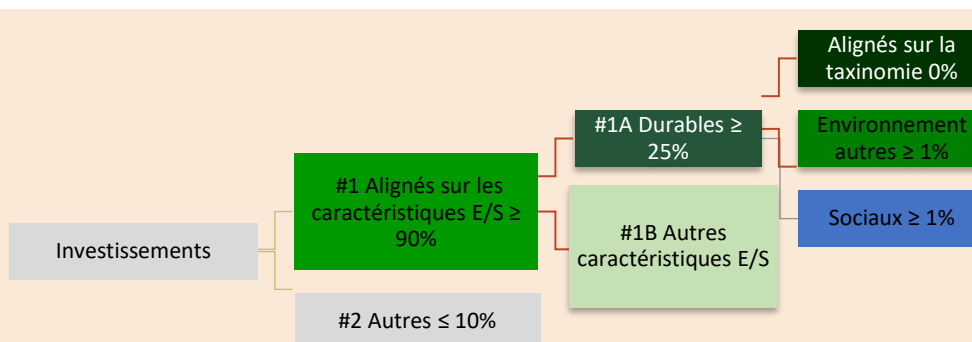 Investissements
#1 Alignés sur les
caractéristiques E/S ≥
90%
#2 Autres ≤ 10%
#1A Durables ≥
25%
#1B Autres
caractéristiques E/S
Alignés sur la
taxinomie 0%
Environnement
autres ≥ 1%
Sociaux ≥ 1%